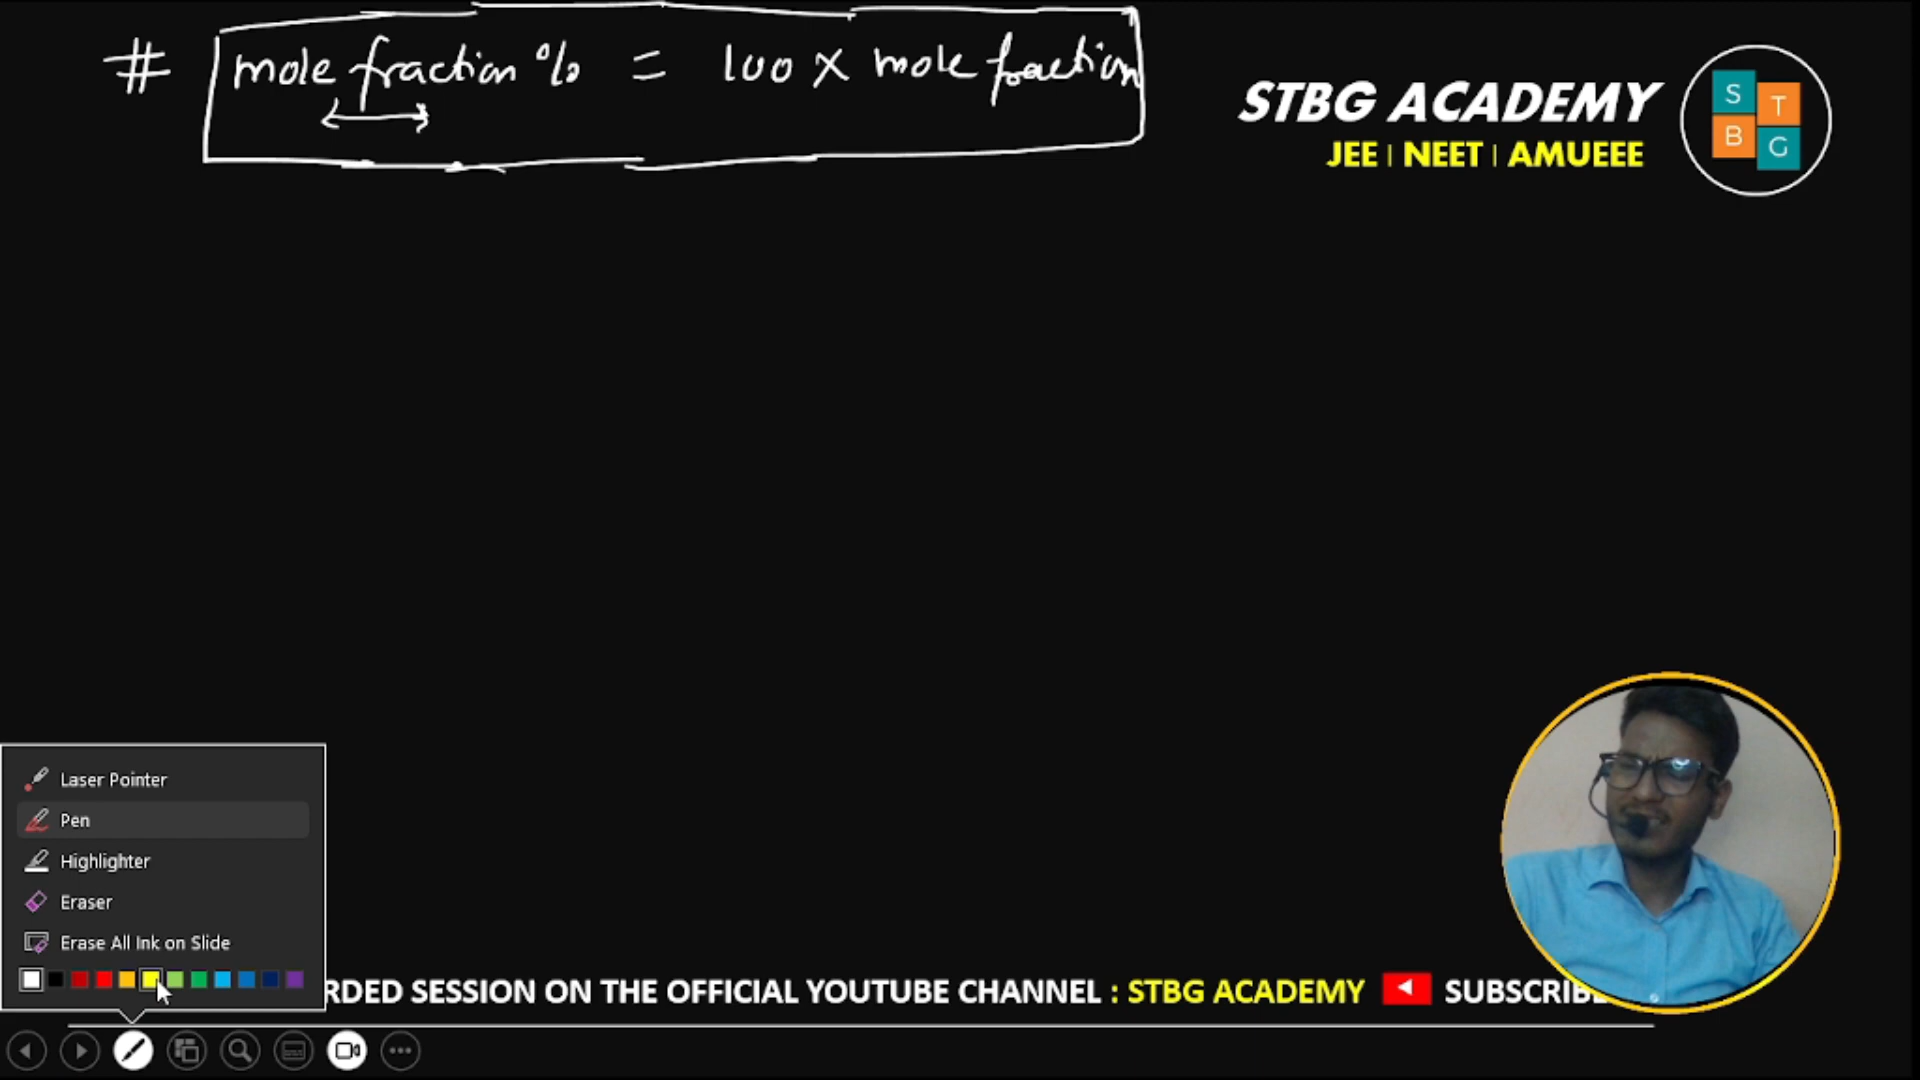 # mole fraction % = 100 × mole fraction
STBG ACADEMY
JEE | NEET | AMUEEE
S T
B G
Laser Pointer
Pen
Highlighter
Eraser
Erase All Ink on Slide
RDED SESSION ON THE OFFICIAL YOUTUBE CHANNEL : STBG ACADEMY SUBSCRIBE